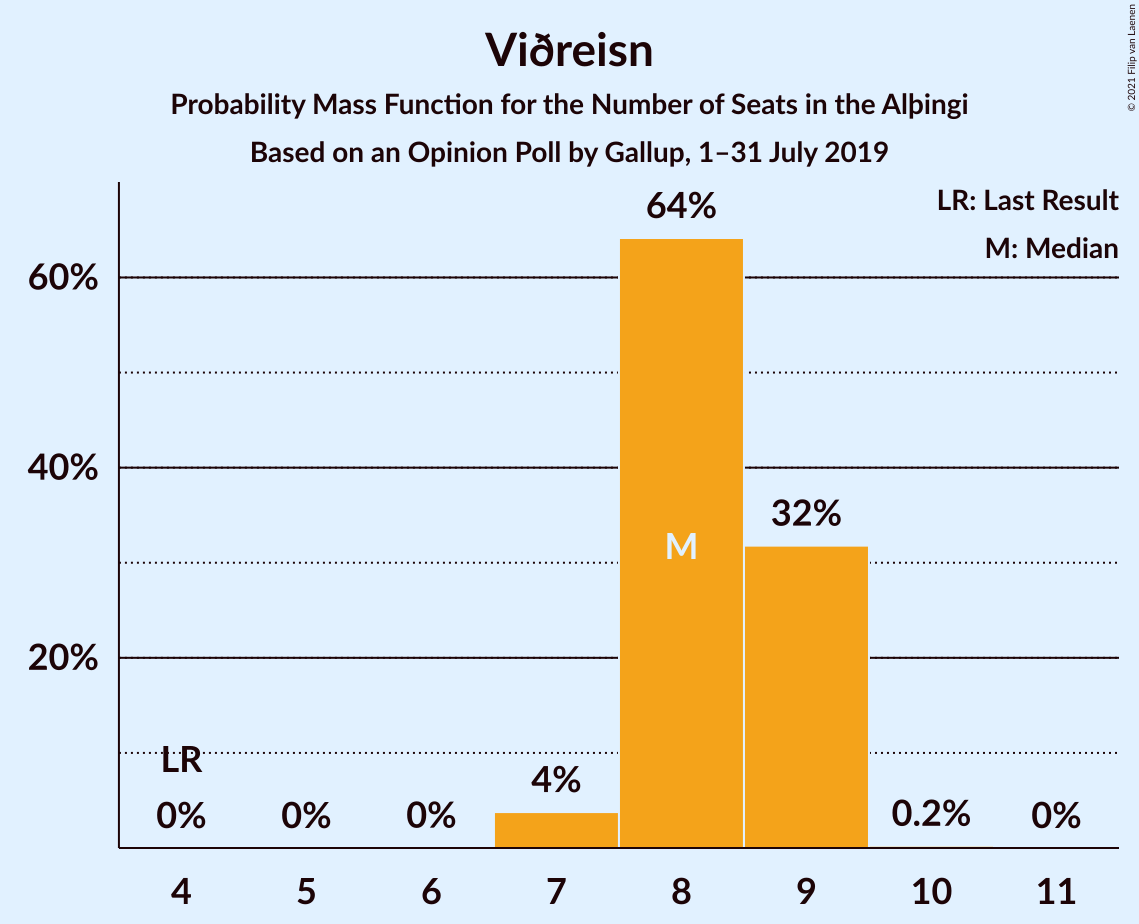 Viðreisn
Probability Mass Function for the Number of Seats in the Alþingi
Based on an Opinion Poll by Gallup, 1–31 July 2019
© 2021 Filip van Laenen
LR: Last Result
M: Median
60%
40%
20%
64%
32%
M
LR
0%
0%
0%
4%
0.2%
0%
4
5
6
7
8
9
10
11